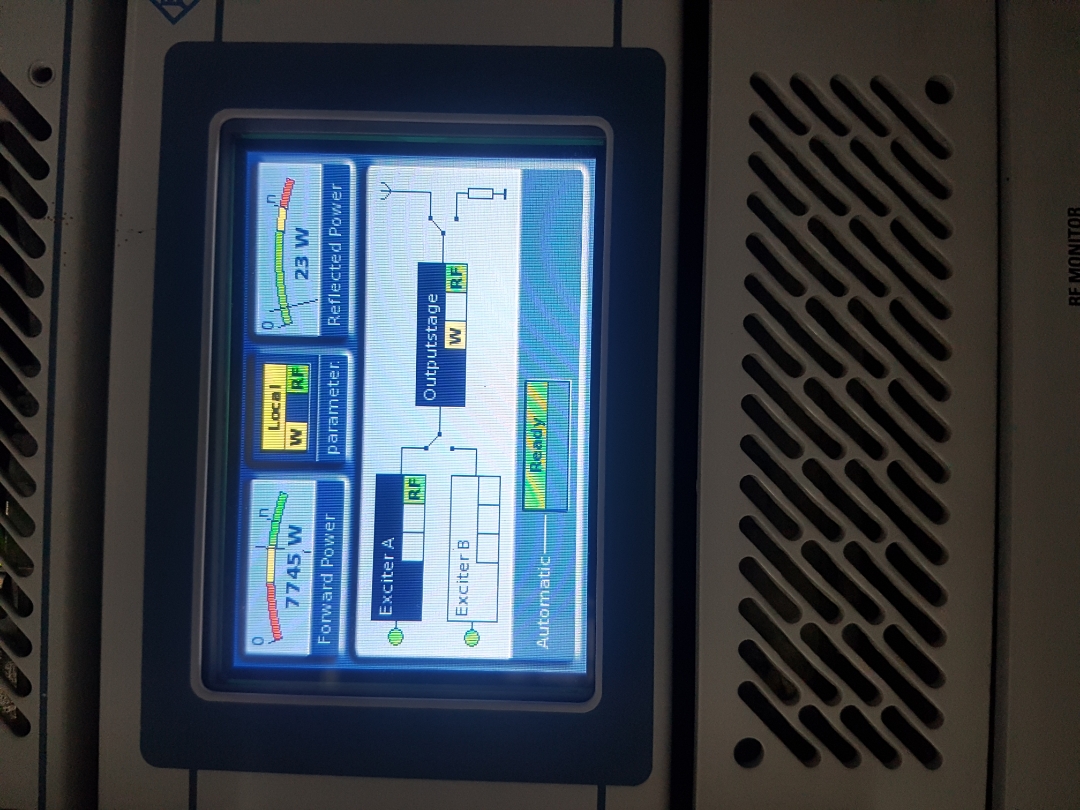 0 n
7745 W
Forward Power
Local
W RF
parameter.
0 n
23 W
Reflected Power
Exciter A
RF
Exciter B
Outputstage
W RF
Automatic
Ready
RF MONITOR